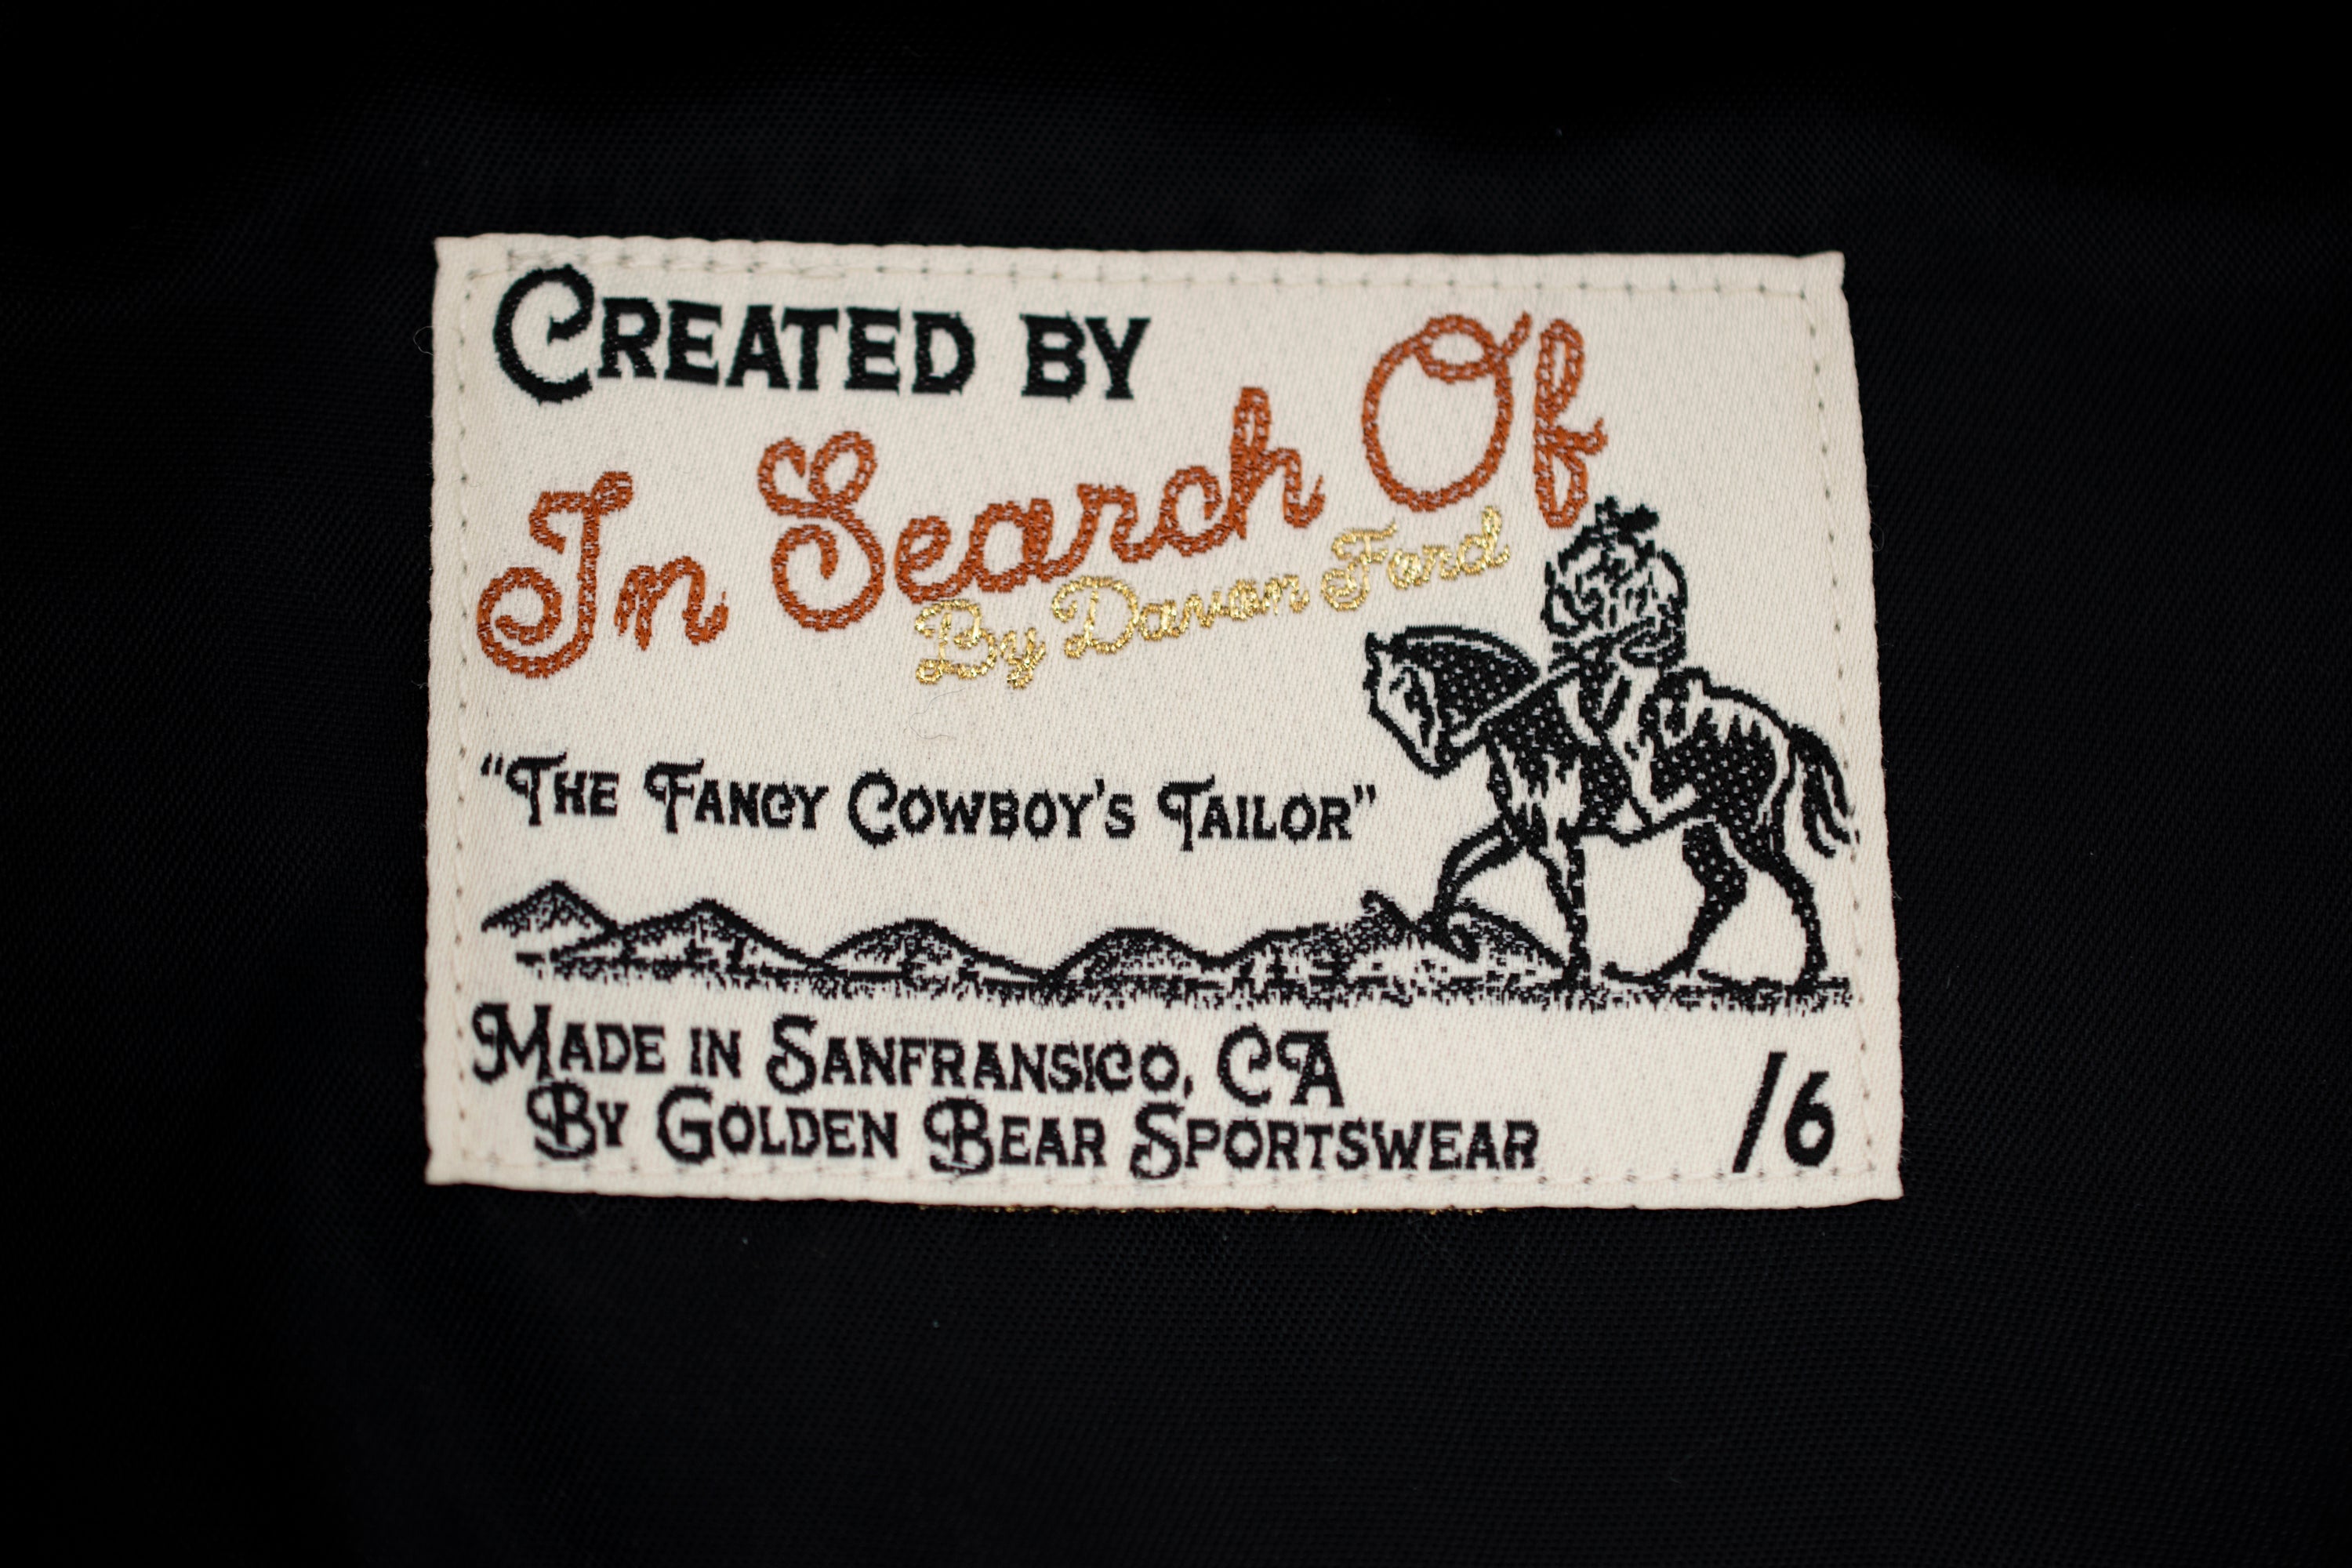 CREATED BY
In Search Of
By Davon Ford
"THE FANCY COWBOY'S TAILOR"
MADE IN SANFRANSICO, CA
BY GOLDEN BEAR SPORTSWEAR
/6